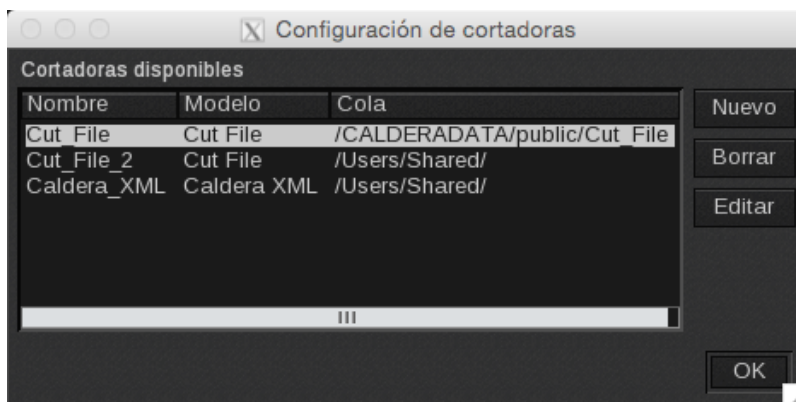 Configuración de cortadoras
Cortadoras disponibles
Nombre Modelo Cola
Cut_File Cut File /CALDERADATA/public/Cut_File
Cut_File_2 Cut File /Users/Shared/
Caldera_XML Caldera XML /Users/Shared/
Nuevo
Borrar
Editar
OK